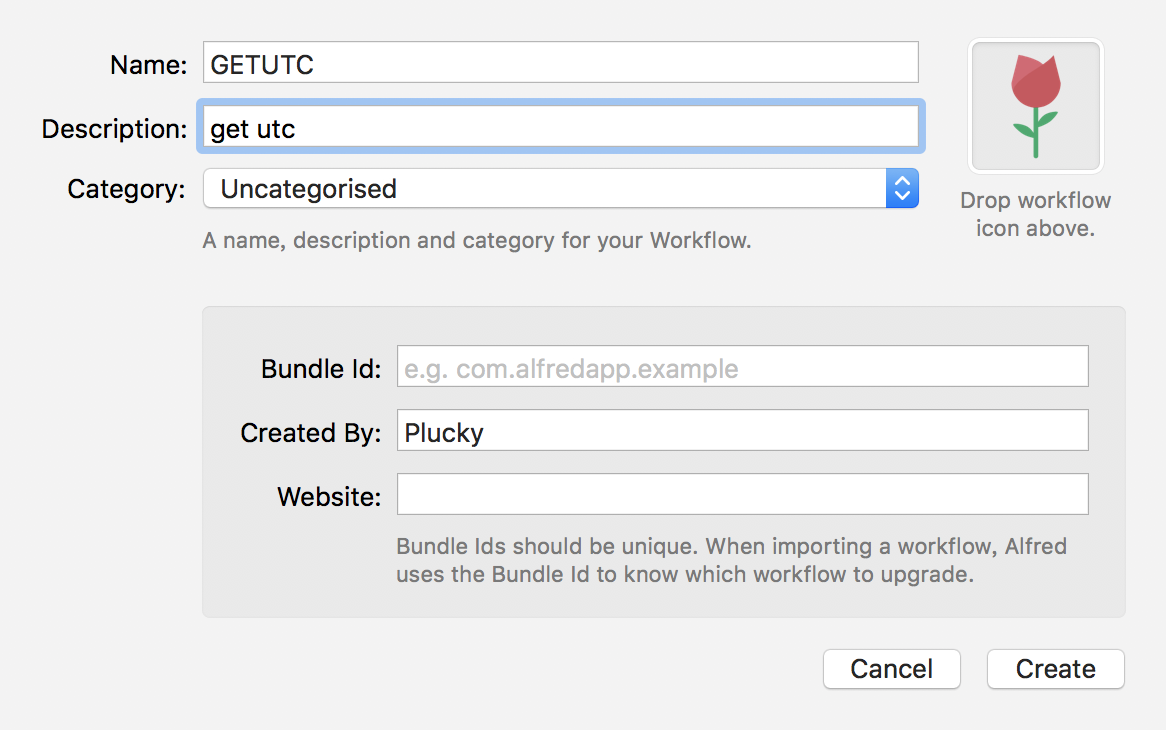 Name: GETUTC
Description: get utc
Category: Uncategorised
Drop workflow
icon above.
A name, description and category for your Workflow.
Bundle Id: e.g. com.alfredapp.example
Created By: Plucky
Website:
Bundle Ids should be unique. When importing a workflow, Alfred
uses the Bundle Id to know which workflow to upgrade.
Cancel Create